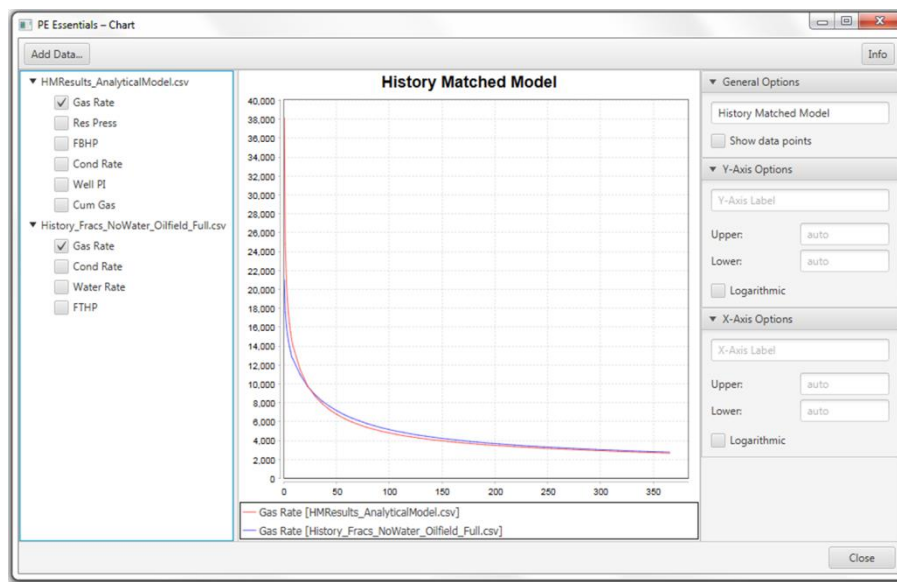 PE Essentials – Chart
Add Data...
Info
HMResults_AnalyticalModel.csv
Gas Rate
Res Press
FBHP
Cond Rate
Well PI
Cum Gas
History_Fracs_NoWater_Oilfield_Full.csv
Gas Rate
Cond Rate
Water Rate
FTHP
History Matched Model
40,000
38,000
36,000
34,000
32,000
30,000
28,000
26,000
24,000
22,000
20,000
18,000
16,000
14,000
12,000
10,000
8,000
6,000
4,000
2,000
0
0 50 100 150 200 250 300 350
Gas Rate [HMResults_AnalyticalModel.csv]
Gas Rate [History_Fracs_NoWater_Oilfield_Full.csv]
General Options
History Matched Model
Show data points
Y-Axis Options
Y-Axis Label
Upper: auto
Lower: auto
Logarithmic
X-Axis Options
X-Axis Label
Upper: auto
Lower: auto
Logarithmic
Close